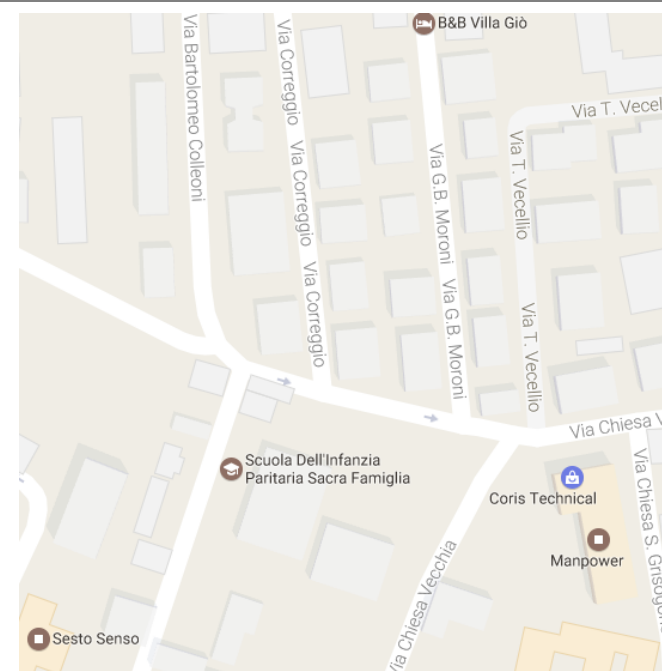 B&B Villa Giò
Via Bartolomeo Colleoni
Via Correggio
Via Correggio
Via Correggio
Via G.B. Moroni
Via G.B. Moroni
Via T. Vecel
Via T. Vecellio
Via T. Vecellio
Via Chiesa V
Scuola Dell'Infanzia
Paritaria Sacra Famiglia
Coris Technical
Manpower
Via Chiesa S. Grisogon
Via Chiesa Vecchia
Sesto Senso